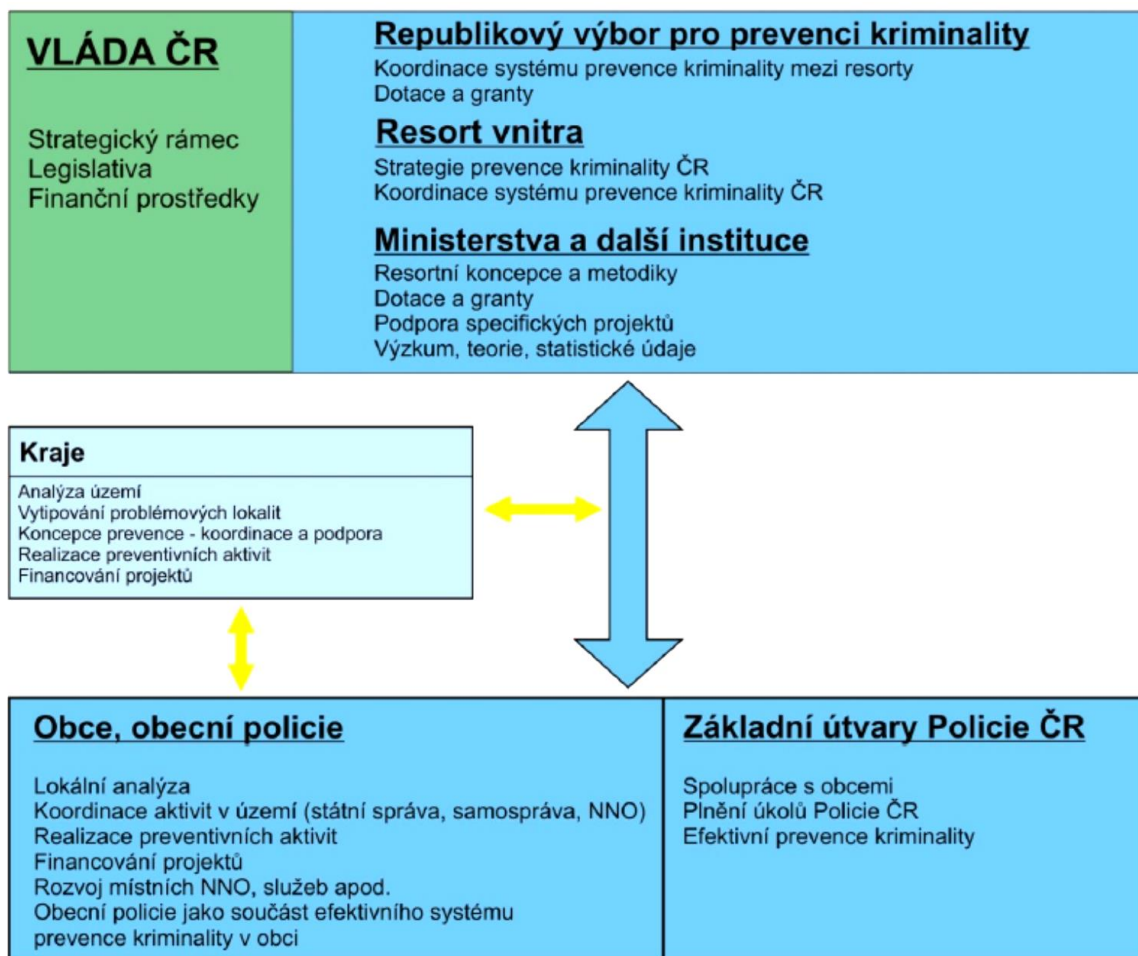 VLÁDA ČR
Strategický rámec
Legislativa
Finanční prostředky
Republikový výbor pro prevenci kriminality
Koordinace systému prevence kriminality mezi resorty
Dotace a granty
Resort vnitra
Strategie prevence kriminality ČR
Koordinace systému prevence kriminality ČR
Ministerstva a další instituce
Resortní koncepce a metodiky
Dotace a granty
Podpora specifických projektů
Výzkum, teorie, statistické údaje
Kraje
Analýza území
Vytipování problémových lokalit
Koncepce prevence - koordinace a podpora
Realizace preventivních aktivit
Financování projektů
Obce, obecní policie
Lokální analýza
Koordinace aktivit v území (státní správa, samospráva, NNO)
Realizace preventivních aktivit
Financování projektů
Rozvoj místních NNO, služeb apod.
Obecní policie jako součást efektivního systému
prevence kriminality v obci
Základní útvary Policie ČR
Spolupráce s obcemi
Plnění úkolů Policie ČR
Efektivní prevence kriminality